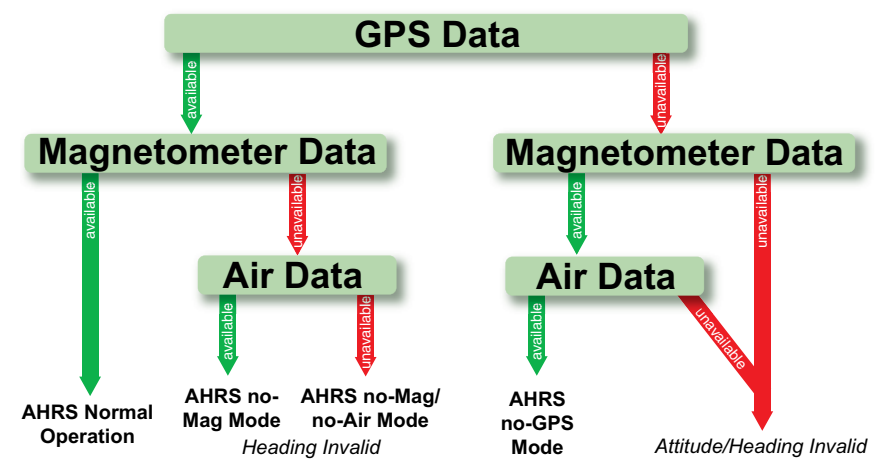 GPS Data
available
unavailable
Magnetometer Data
Magnetometer Data
available
unavailable
available
unavailable
Air Data
Air Data
available
unavailable
available
unavailable
AHRS Normal
Operation
AHRS no-
Mag Mode
AHRS no-Mag/
no-Air Mode
Heading Invalid
AHRS
no-GPS
Mode
Attitude/Heading Invalid